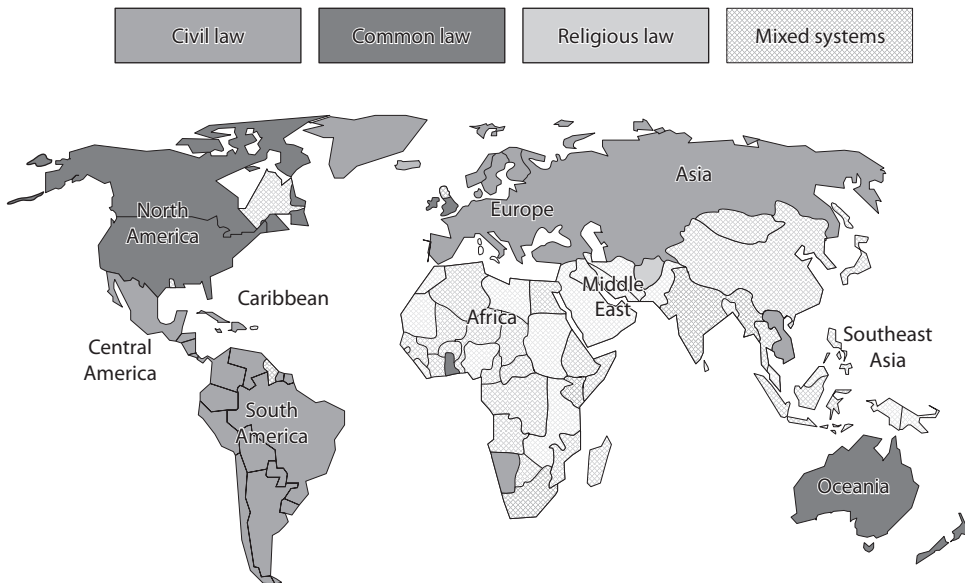 Civil law
Common law
Religious law
Mixed systems
North
America
Caribbean
Central
America
South
America
Europe
Asia
Africa
Middle
East
Southeast
Asia
Oceania